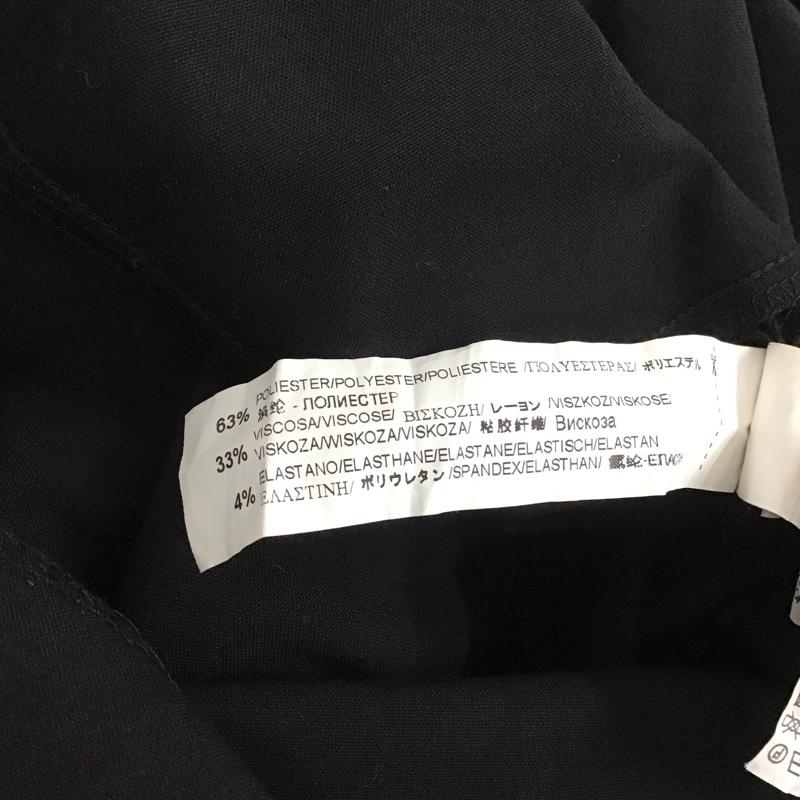 63% POLIESTER/POLYESTER/POLIESTERE /ΠΟΛΥΕΣΤΕΡΑΣ/ ポリエステル
涤纶 - ПОЛИЕСТЕР
33% VISCOSA/VISCOSE/ ΒΙΣΚΟΖΗ/ レーヨン /VISZKOZ/VISKOSE/
VISKOZA/WISKOZA/VISKOZA/ 粘胶纤维/ Вискоза
4% ELASTANO/ELASTHANE/ELASTANE/ELASTISCH/ELASTAN
ΕΛΑΣΤΙΝΗ/ ポリウレタン /SPANDEX/ELASTHAN/